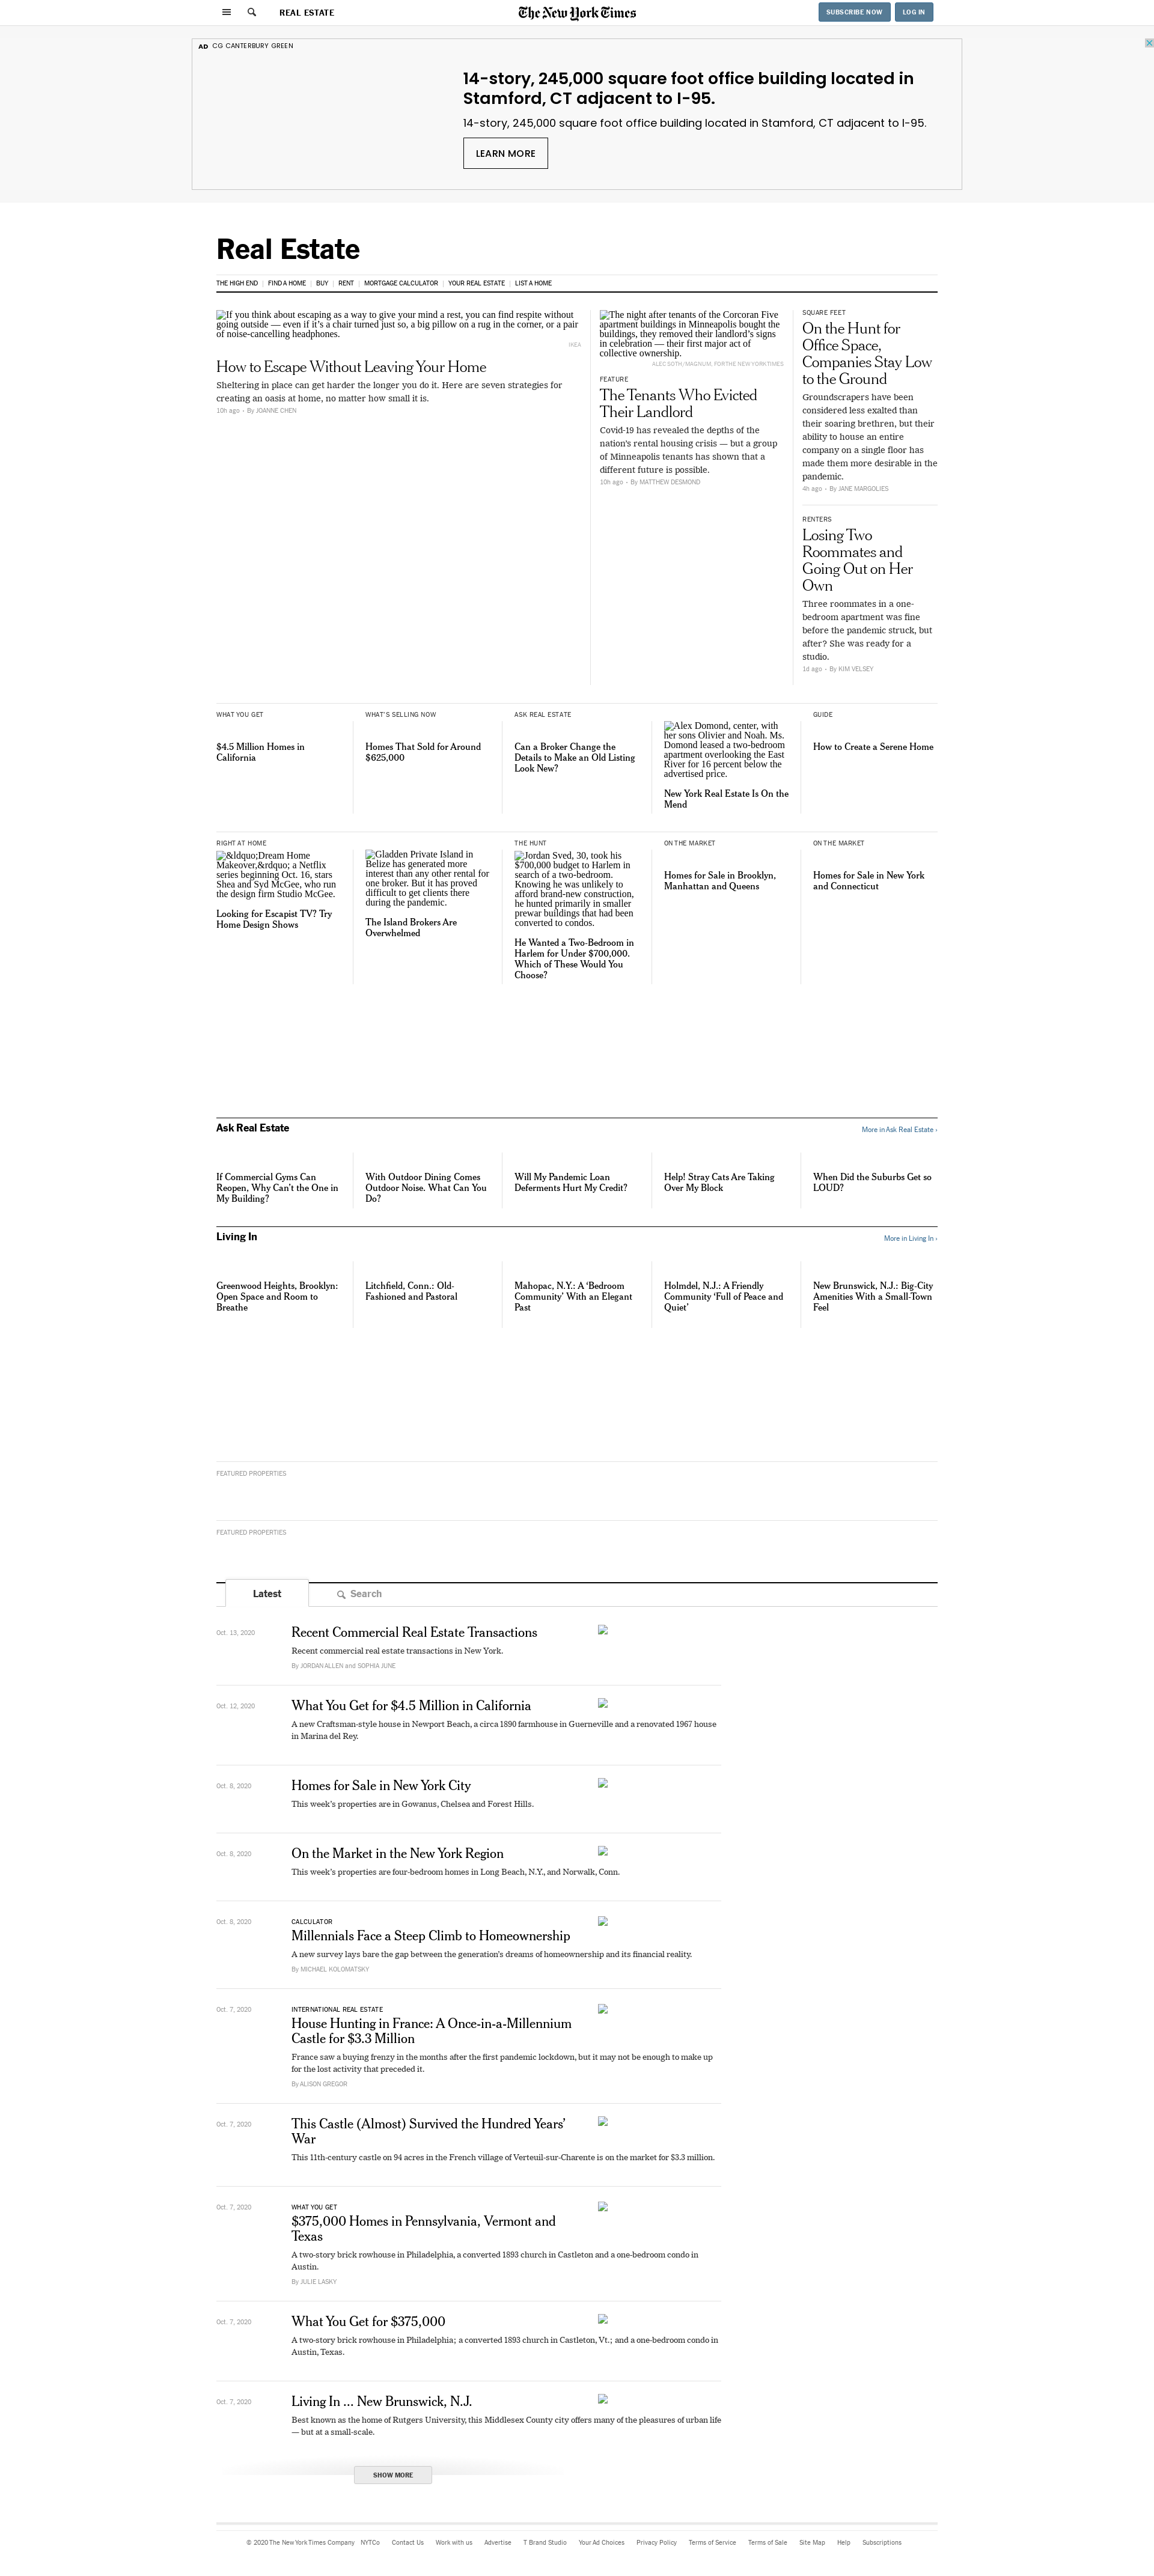 REAL ESTATE
The New York Times
SUBSCRIBE NOW
LOG IN
AD CG CANTERBURY GREEN
14-story, 245,000 square foot office building located in
Stamford, CT adjacent to I-95.
14-story, 245,000 square foot office building located in Stamford, CT adjacent to I-95.
LEARN MORE
Real Estate
THE HIGH END | FIND A HOME | BUY | RENT | MORTGAGE CALCULATOR | YOUR REAL ESTATE | LIST A HOME
If you think about escaping as a way to give your mind a rest, you can find respite without
going outside — even if it's a chair turned just so, a big pillow on a rug in the corner, or a pair
of noise-cancelling headphones.
IKEA
How to Escape Without Leaving Your Home
Sheltering in place can get harder the longer you do it. Here are seven strategies for
creating an oasis at home, no matter how small it is.
10h ago • By JOANNE CHEN
The night after tenants of the Corcoran Five
apartment buildings in Minneapolis bought the
buildings, they removed their landlord's signs
in celebration — their first major act of
collective ownership.
ALEC SOTH/MAGNUM, FOR THE NEW YORK TIMES
FEATURE
The Tenants Who Evicted
Their Landlord
Covid-19 has revealed the depths of the
nation's rental housing crisis — but a group
of Minneapolis tenants has shown that a
different future is possible.
10h ago • By MATTHEW DESMOND
SQUARE FEET
On the Hunt for
Office Space,
Companies Stay Low
to the Ground
Groundscrapers have been
considered less exalted than
their soaring brethren, but their
ability to house an entire
company on a single floor has
made them more desirable in the
pandemic.
4h ago • By JANE MARGOLIES
RENTERS
Losing Two
Roommates and
Going Out on Her
Own
Three roommates in a one-
bedroom apartment was fine
before the pandemic struck, but
after? She was ready for a
studio.
1d ago • By KIM VELSEY
WHAT YOU GET
$4.5 Million Homes in
California
WHAT'S SELLING NOW
Homes That Sold for Around
$625,000
ASK REAL ESTATE
Can a Broker Change the
Details to Make an Old Listing
Look New?
Alex Domond, center, with
her sons Olivier and Noah. Ms.
Domond leased a two-bedroom
apartment overlooking the East
River for 16 percent below the
advertised price.
New York Real Estate Is On the
Mend
GUIDE
How to Create a Serene Home
RIGHT AT HOME
&ldquo;Dream Home
Makeover,&rdquo; a Netflix
series beginning Oct. 16, stars
Shea and Syd McGee, who run
the design firm Studio McGee.
Looking for Escapist TV? Try
Home Design Shows
Gladden Private Island in
Belize has generated more
interest than any other rental for
one broker. But it has proved
difficult to get clients there
during the pandemic.
The Island Brokers Are
Overwhelmed
THE HUNT
Jordan Sved, 30, took his
$700,000 budget to Harlem in
search of a two-bedroom.
Knowing he was unlikely to
afford brand-new construction,
he hunted primarily in smaller
prewar buildings that had been
converted to condos.
He Wanted a Two-Bedroom in
Harlem for Under $700,000.
Which of These Would You
Choose?
ON THE MARKET
Homes for Sale in Brooklyn,
Manhattan and Queens
ON THE MARKET
Homes for Sale in New York
and Connecticut
Ask Real Estate
More in Ask Real Estate ›
If Commercial Gyms Can
Reopen, Why Can't the One in
My Building?
With Outdoor Dining Comes
Outdoor Noise. What Can You
Do?
Will My Pandemic Loan
Deferments Hurt My Credit?
Help! Stray Cats Are Taking
Over My Block
When Did the Suburbs Get so
LOUD?
Living In
More in Living In ›
Greenwood Heights, Brooklyn:
Open Space and Room to
Breathe
Litchfield, Conn.: Old-
Fashioned and Pastoral
Mahopac, N.Y.: A 'Bedroom
Community' With an Elegant
Past
Holmdel, N.J.: A Friendly
Community 'Full of Peace and
Quiet'
New Brunswick, N.J.: Big-City
Amenities With a Small-Town
Feel
FEATURED PROPERTIES
FEATURED PROPERTIES
Latest
Search
Oct. 13, 2020
Recent Commercial Real Estate Transactions
Recent commercial real estate transactions in New York.
By JORDAN ALLEN and SOPHIA JUNE
Oct. 12, 2020
What You Get for $4.5 Million in California
A new Craftsman-style house in Newport Beach, a circa 1890 farmhouse in Guerneville and a renovated 1967 house
in Marina del Rey.
Oct. 8, 2020
Homes for Sale in New York City
This week's properties are in Gowanus, Chelsea and Forest Hills.
Oct. 8, 2020
On the Market in the New York Region
This week's properties are four-bedroom homes in Long Beach, N.Y., and Norwalk, Conn.
Oct. 8, 2020
CALCULATOR
Millennials Face a Steep Climb to Homeownership
A new survey lays bare the gap between the generation's dreams of homeownership and its financial reality.
By MICHAEL KOLOMATSKY
Oct. 7, 2020
INTERNATIONAL REAL ESTATE
House Hunting in France: A Once-in-a-Millennium
Castle for $3.3 Million
France saw a buying frenzy in the months after the first pandemic lockdown, but it may not be enough to make up
for the lost activity that preceded it.
By ALISON GREGOR
Oct. 7, 2020
This Castle (Almost) Survived the Hundred Years'
War
This 11th-century castle on 94 acres in the French village of Verteuil-sur-Charente is on the market for $3.3 million.
Oct. 7, 2020
WHAT YOU GET
$375,000 Homes in Pennsylvania, Vermont and
Texas
A two-story brick rowhouse in Philadelphia, a converted 1893 church in Castleton and a one-bedroom condo in
Austin.
By JULIE LASKY
Oct. 7, 2020
What You Get for $375,000
A two-story brick rowhouse in Philadelphia; a converted 1893 church in Castleton, Vt.; and a one-bedroom condo in
Austin, Texas.
Oct. 7, 2020
Living In ... New Brunswick, N.J.
Best known as the home of Rutgers University, this Middlesex County city offers many of the pleasures of urban life
— but at a small-scale.
SHOW MORE
© 2020 The New York Times Company NYTCo Contact Us Work with us Advertise T Brand Studio Your Ad Choices Privacy Policy Terms of Service Terms of Sale Site Map Help Subscriptions